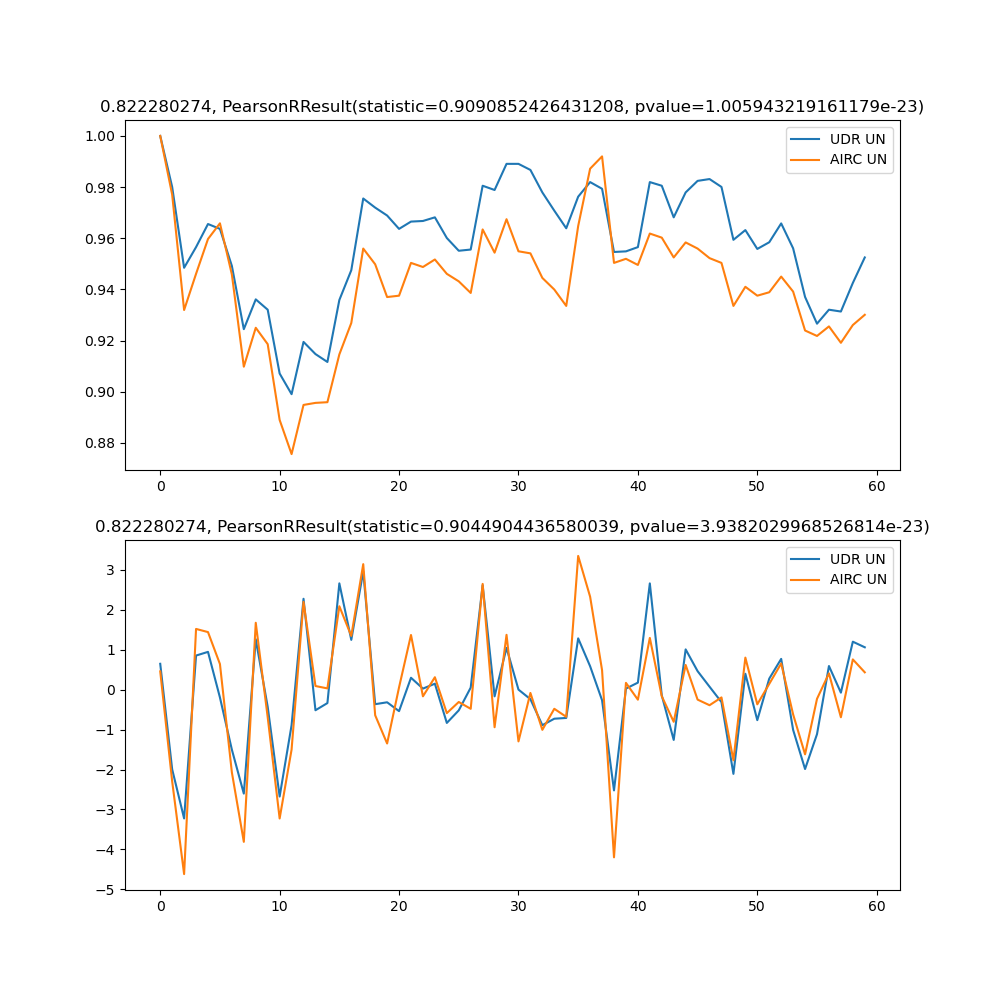 0.822280274, PearsonRResult(statistic=0.9090852426431208, pvalue=1.005943219161179e-23)
UDR UN
AIRC UN
1.00
0.98
0.96
0.94
0.92
0.90
0.88
0 10 20 30 40 50 60
0.822280274, PearsonRResult(statistic=0.9044904436580039, pvalue=3.9382029968526814e-23)
UDR UN
AIRC UN
3
2
1
0
−1
−2
−3
−4
−5
0 10 20 30 40 50 60